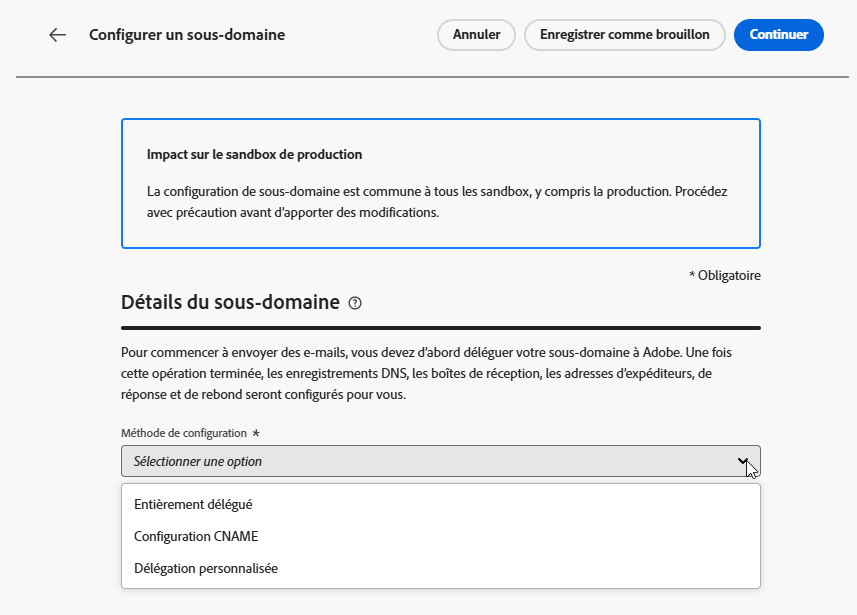 Configurer un sous-domaine
Annuler
Enregistrer comme brouillon
Continuer
Impact sur le sandbox de production
La configuration de sous-domaine est commune à tous les sandbox, y compris la production. Procédez
avec précaution avant d’apporter des modifications.
* Obligatoire
Détails du sous-domaine
Pour commencer à envoyer des e-mails, vous devez d’abord déléguer votre sous-domaine à Adobe. Une fois
cette opération terminée, les enregistrements DNS, les boîtes de réception, les adresses d’expéditeurs, de
réponse et de rebond seront configurés pour vous.
Méthode de configuration *
Sélectionner une option
Entièrement délégué
Configuration CNAME
Délégation personnalisée